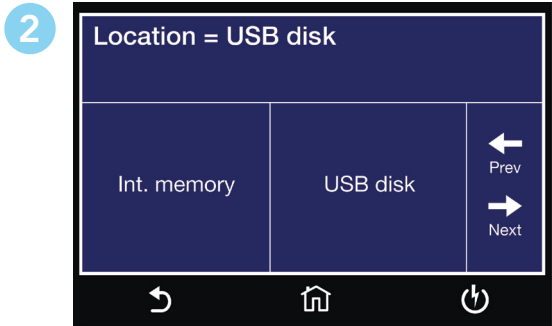 2
Location = USB disk
Int. memory
USB disk
Prev
Next